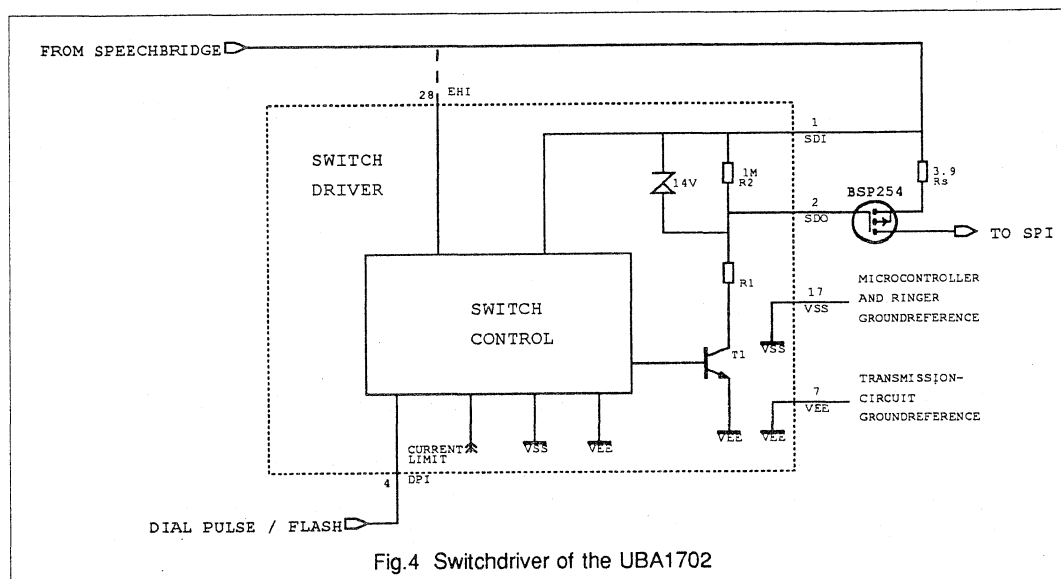 FROM SPEECHBRIDGE
28 EHI
1
SDI
SWITCH
DRIVER
14V
1M
R2
3.9
Rs
BSP254
2
SDO
TO SPI
R1
MICROCONTROLLER
AND RINGER
GROUNDREFERENCE
17
VSS
VSS
SWITCH
CONTROL
T1
TRANSMISSION-
CIRCUIT
GROUNDREFERENCE
7
VEE
VEE
VEE
CURRENT
LIMIT
VSS
VEE
4 DPI
DIAL PULSE / FLASH
Fig.4 Switchdriver of the UBA1702